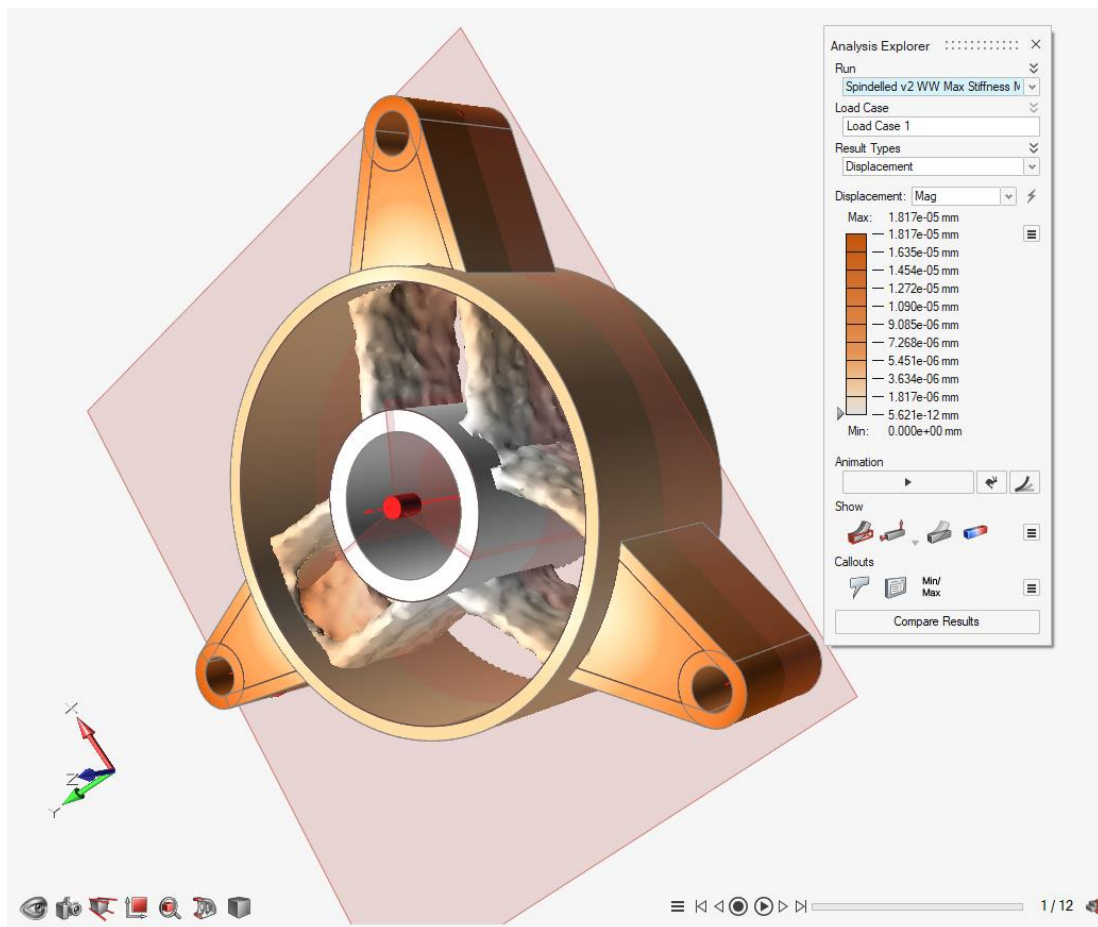 Analysis Explorer
Run
Spindelled v2 WW Max Stiffness M
Load Case
Load Case 1
Result Types
Displacement
Displacement: Mag
Max: 1.817e-05 mm
1.817e-05 mm
1.635e-05 mm
1.454e-05 mm
1.272e-05 mm
1.090e-05 mm
9.085e-06 mm
7.268e-06 mm
5.451e-06 mm
3.634e-06 mm
1.817e-06 mm
5.621e-12 mm
Min: 0.000e+00 mm
Animation
Show
Callouts
Min/
Max
Compare Results
X
Z
Y
1 / 12